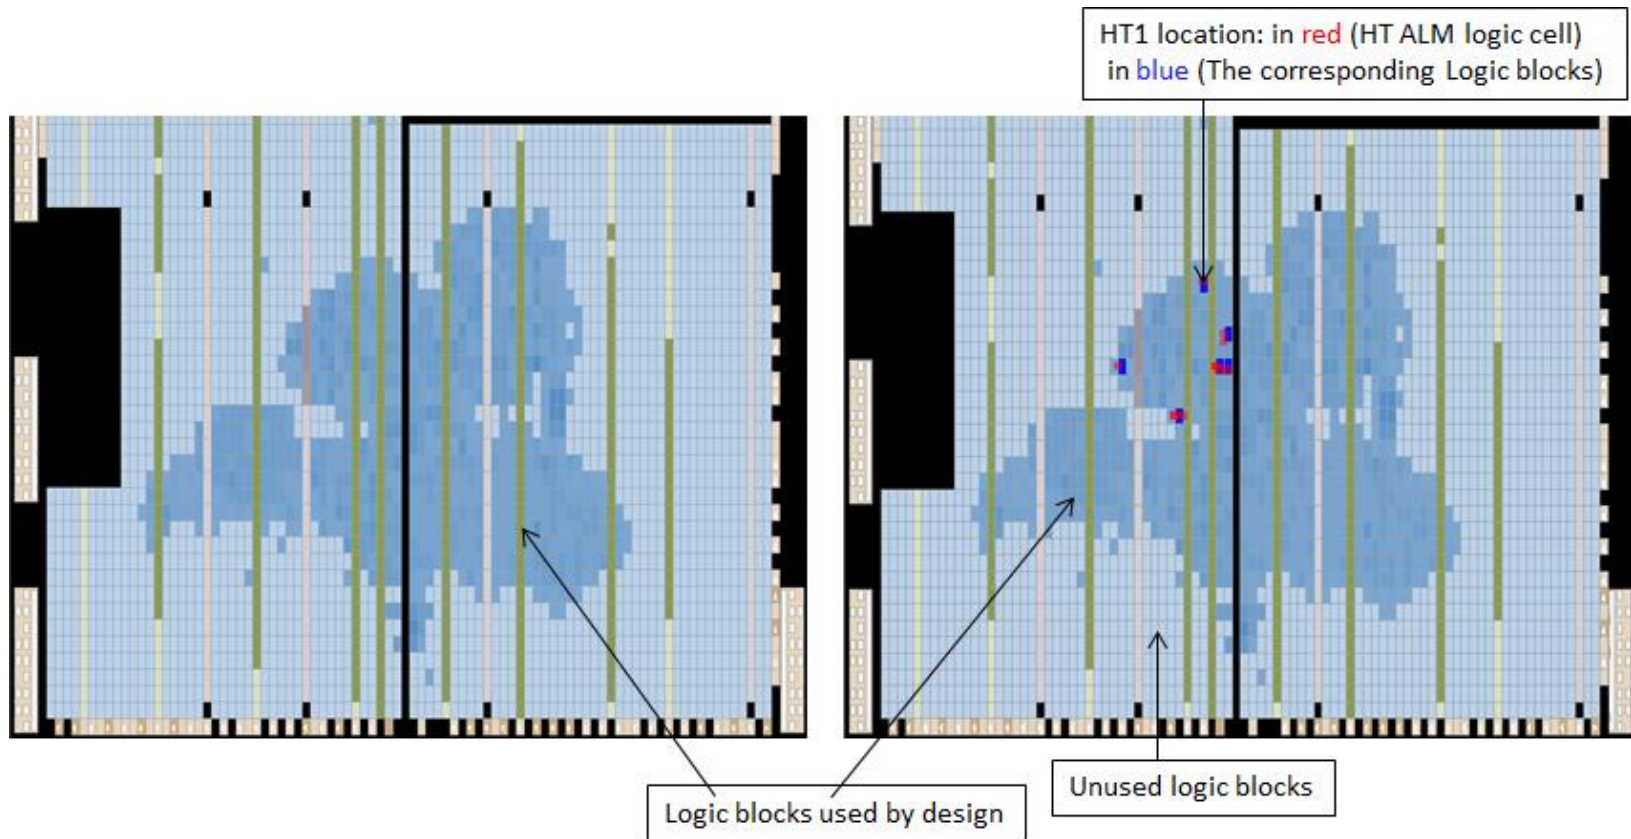 HT1 location: in red (HT ALM logic cell)
in blue (The corresponding Logic blocks)
Unused logic blocks
Logic blocks used by design